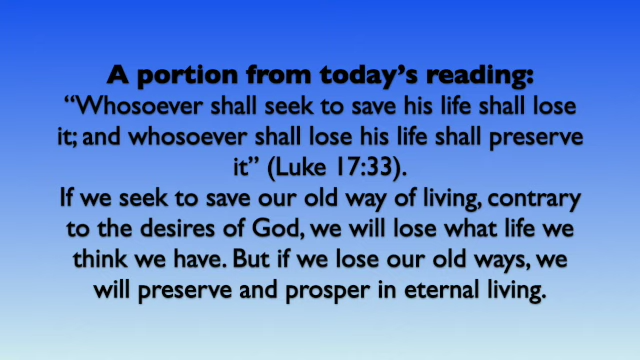 A portion from today’s reading:
“Whosoever shall seek to save his life shall lose
it; and whosoever shall lose his life shall preserve
it” (Luke 17:33).
If we seek to save our old way of living, contrary
to the desires of God, we will lose what life we
think we have. But if we lose our old ways, we
will preserve and prosper in eternal living.